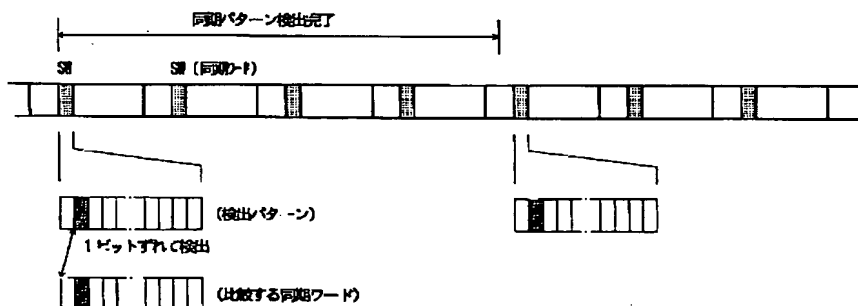 同期パターン検出完了
SW
SW (同期ワード)
(検出パターン)
1ビットずれて検出
(比較する同期ワード)